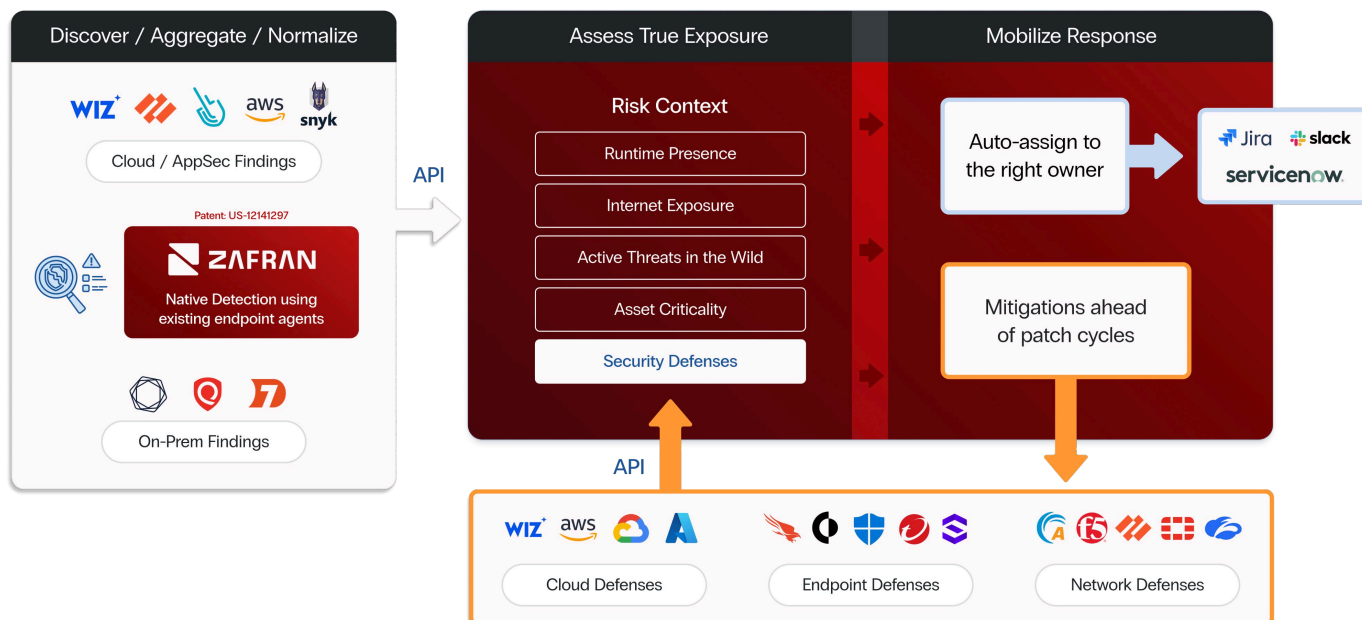 Discover / Aggregate / Normalize
WIZ
aws
snyk
Cloud / AppSec Findings
Patent: US-12141297
ZAFRAN
Native Detection using
existing endpoint agents
On-Prem Findings
API
Assess True Exposure
Risk Context
Runtime Presence
Internet Exposure
Active Threats in the Wild
Asset Criticality
Security Defenses
Mobilize Response
Auto-assign to
the right owner
Jira
slack
servicenow
Mitigations ahead
of patch cycles
API
WIZ
aws
A
f5
Cloud Defenses
Endpoint Defenses
Network Defenses